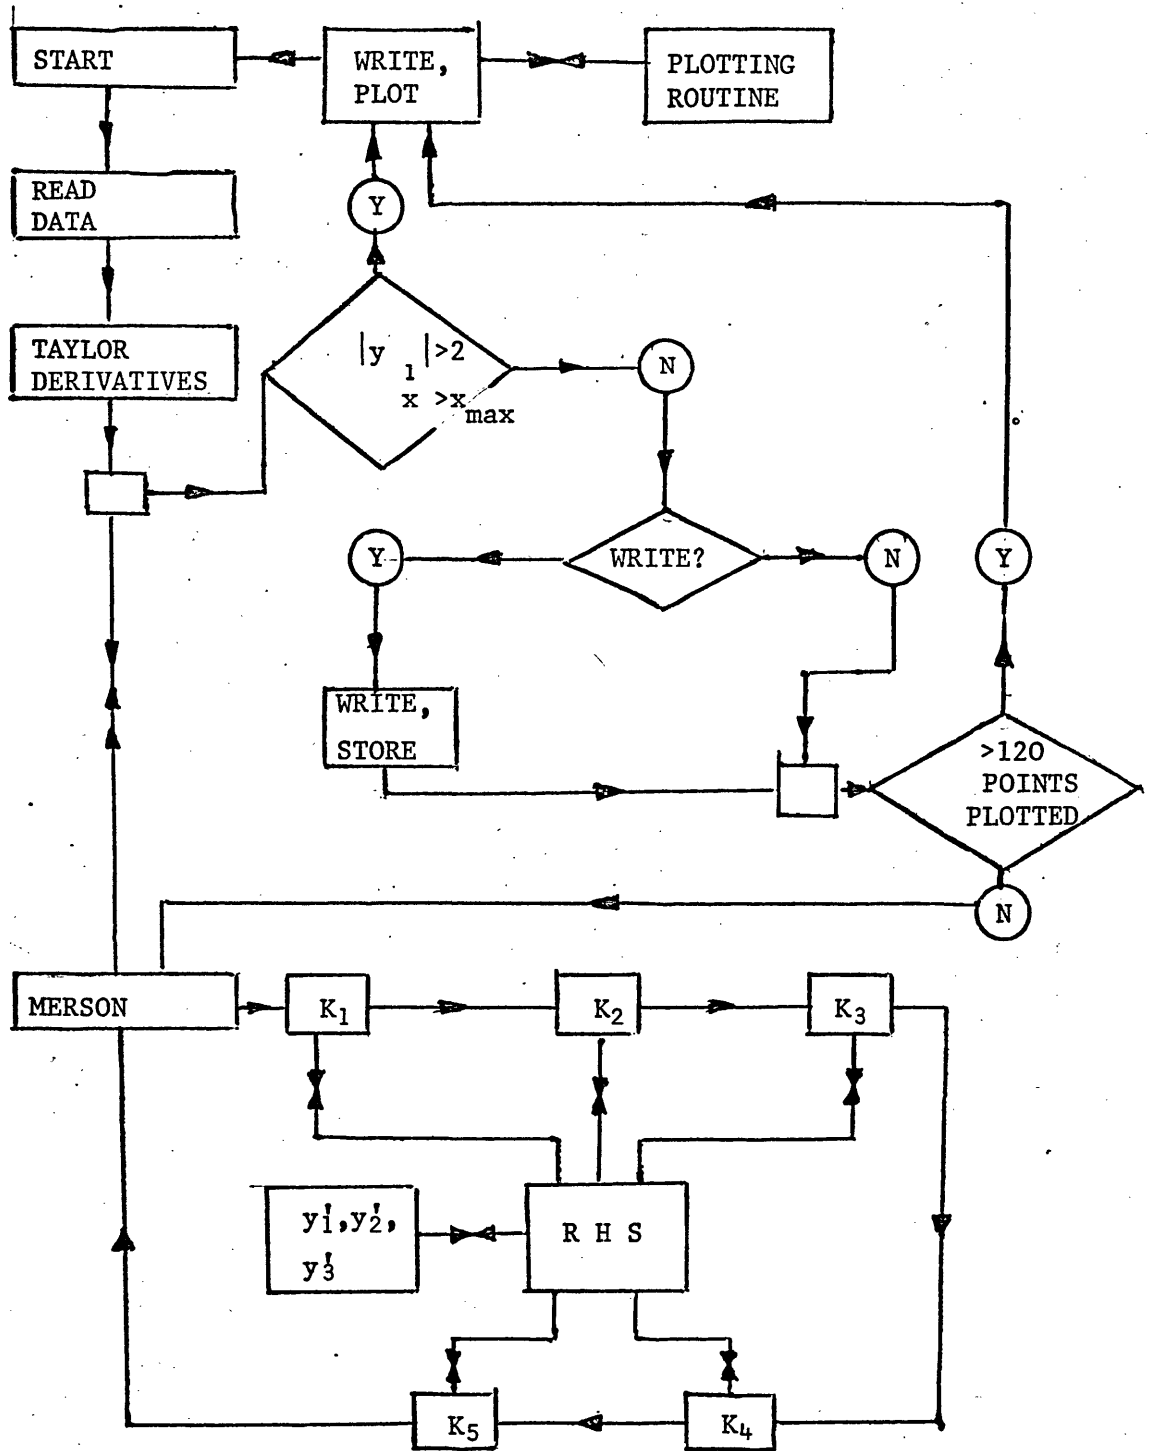 START
WRITE,
PLOT
PLOTTING
ROUTINE
READ
DATA
Y
TAYLOR
DERIVATIVES
|y₁|>2
x >x_max
N
Y
WRITE?
N
Y
WRITE,
STORE
>120
POINTS
PLOTTED
N
MERSON
K₁
K₂
K₃
y₁',y₂',
y₃'
R H S
K₅
K₄